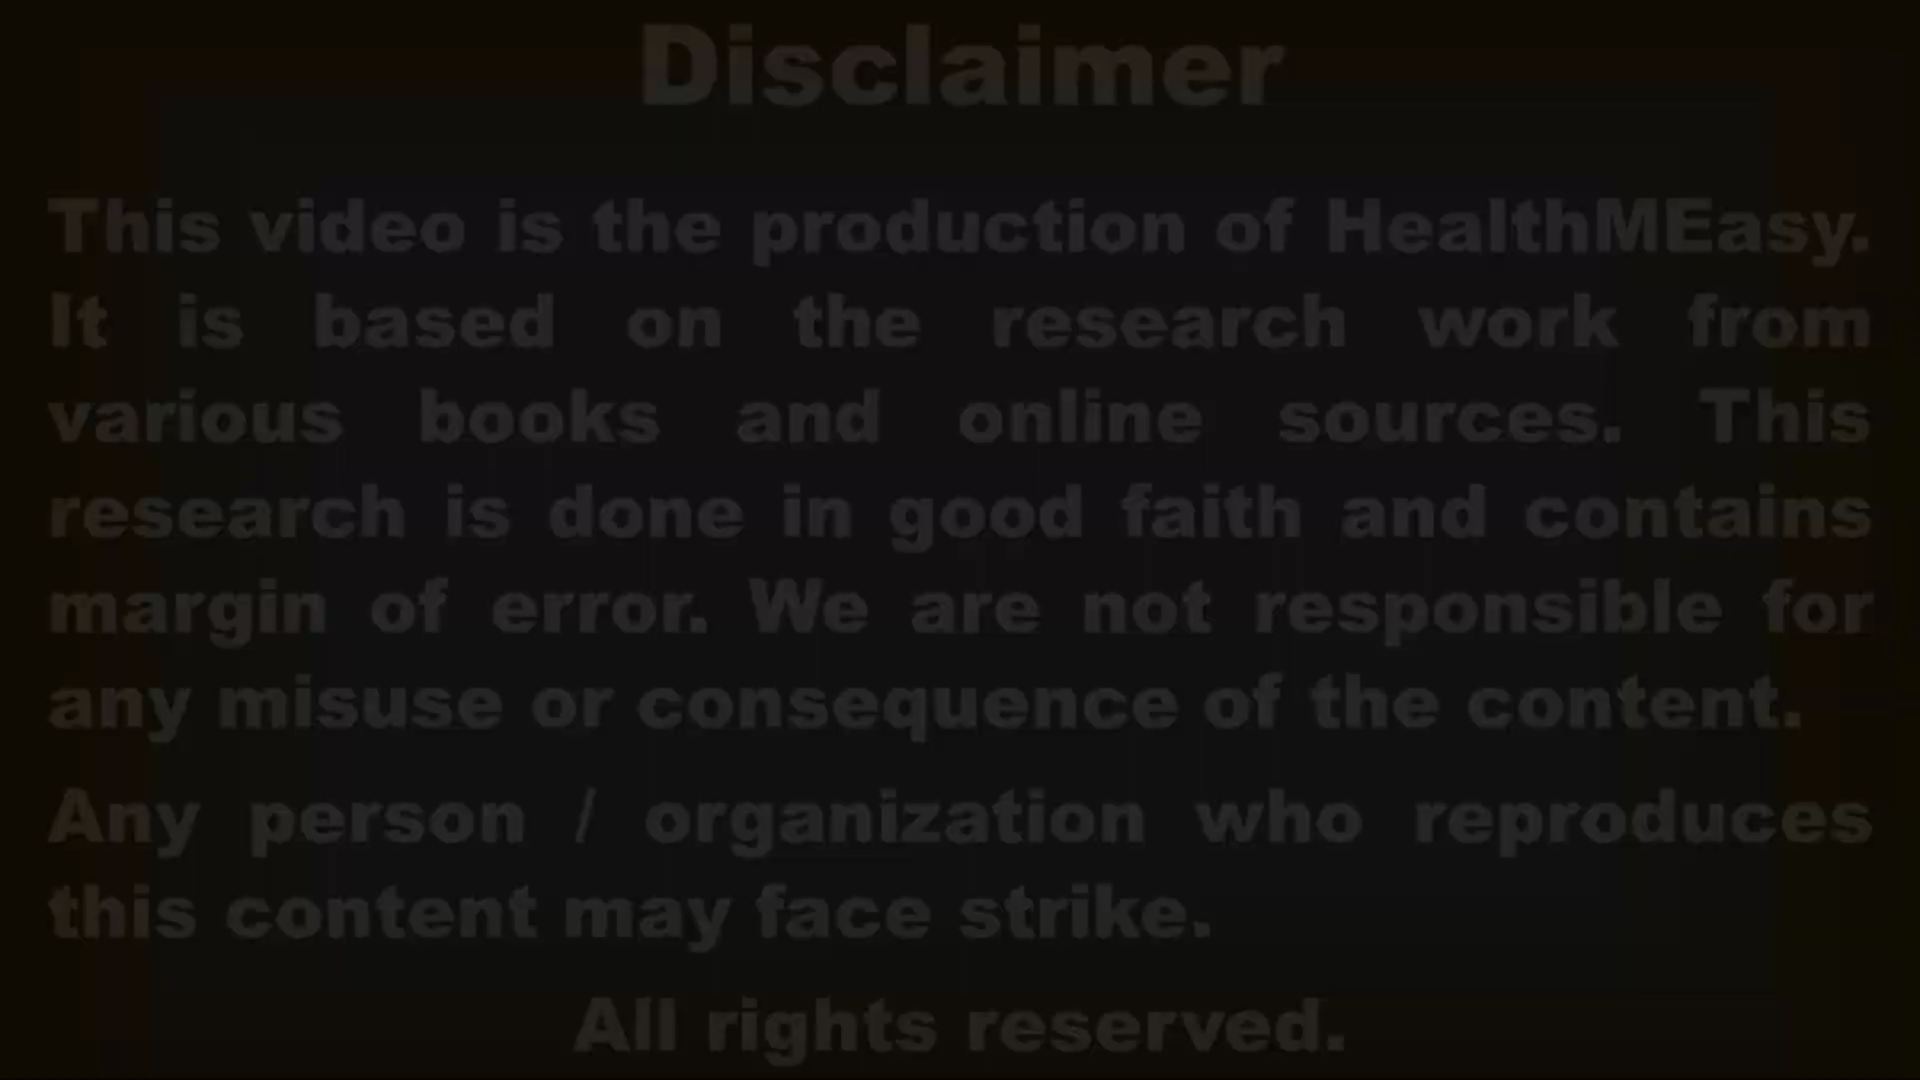 Disclaimer
This video is the production of HealthMEasy.
It is based on the research work from
various books and online sources. This
research is done in good faith and contains
margin of error. We are not responsible for
any misuse or consequence of the content.
Any person / organization who reproduces
this content may face strike.
All rights reserved.